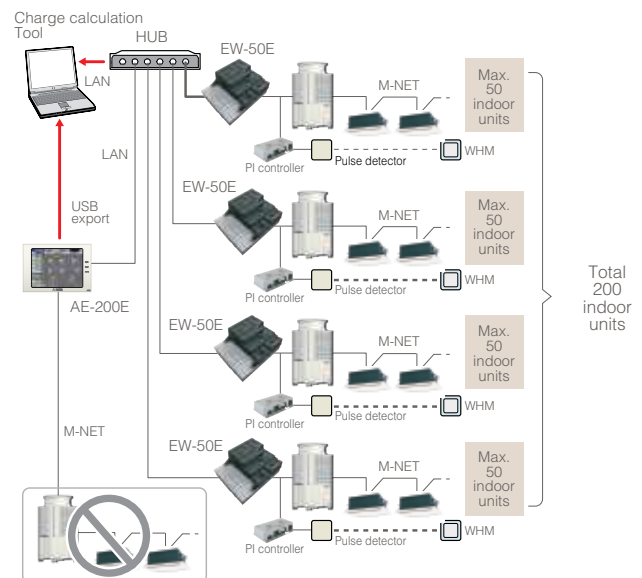 Charge calculation
Tool
HUB
EW-50E
LAN
M-NET
Max.
50
indoor
units
PI controller
Pulse detector
WHM
LAN
EW-50E
M-NET
Max.
50
indoor
units
USB
export
PI controller
Pulse detector
WHM
Total
200
indoor
units
AE-200E
EW-50E
M-NET
Max.
50
indoor
units
PI controller
Pulse detector
WHM
M-NET
EW-50E
M-NET
Max.
50
indoor
units
PI controller
Pulse detector
WHM